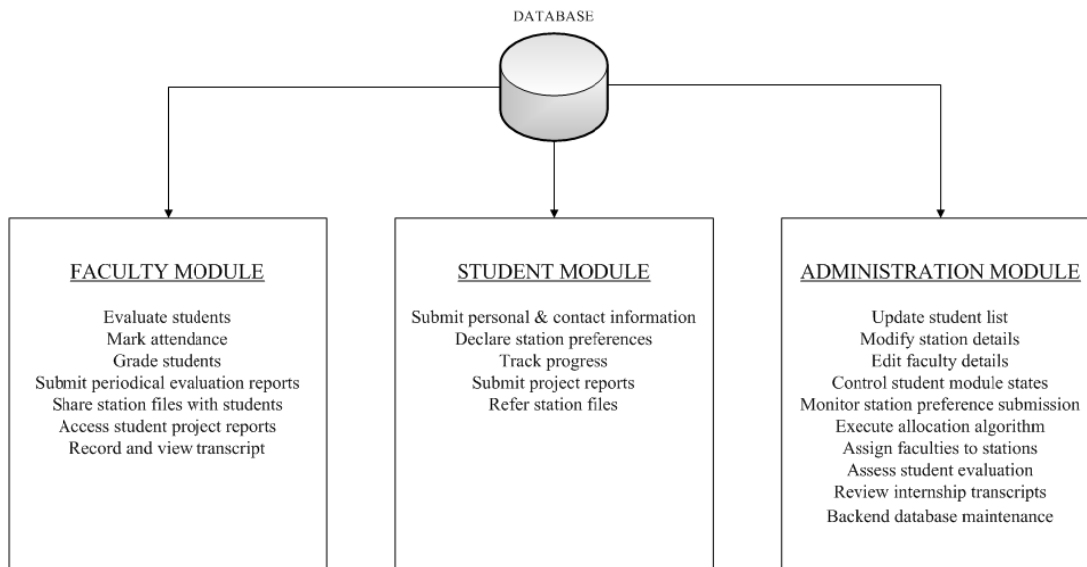 DATABASE
FACULTY MODULE
Evaluate students
Mark attendance
Grade students
Submit periodical evaluation reports
Share station files with students
Access student project reports
Record and view transcript
STUDENT MODULE
Submit personal & contact information
Declare station preferences
Track progress
Submit project reports
Refer station files
ADMINISTRATION MODULE
Update student list
Modify station details
Edit faculty details
Control student module states
Monitor station preference submission
Execute allocation algorithm
Assign faculties to stations
Assess student evaluation
Review internship transcripts
Backend database maintenance